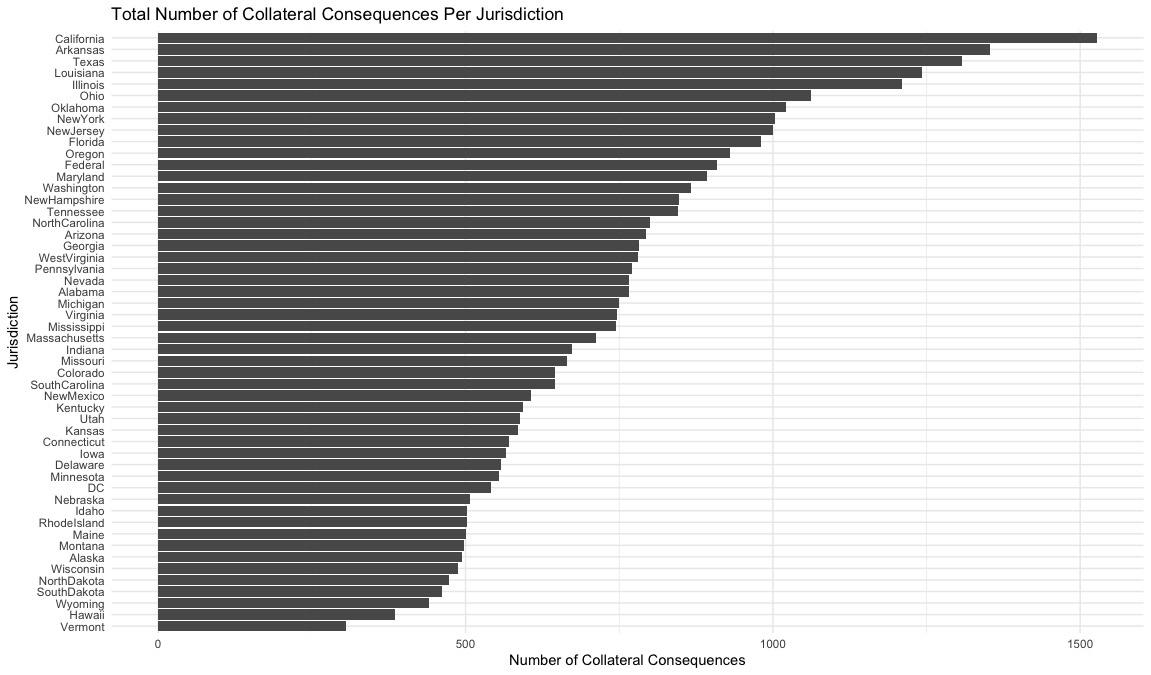 Total Number of Collateral Consequences Per Jurisdiction
California
Arkansas
Texas
Louisiana
Illinois
Ohio
Oklahoma
NewYork
NewJersey
Florida
Oregon
Federal
Maryland
Washington
NewHampshire
Tennessee
NorthCarolina
Arizona
Georgia
WestVirginia
Pennsylvania
Nevada
Alabama
Michigan
Virginia
Mississippi
Massachusetts
Indiana
Missouri
Colorado
SouthCarolina
NewMexico
Kentucky
Utah
Kansas
Connecticut
Iowa
Delaware
Minnesota
DC
Nebraska
Idaho
RhodeIsland
Maine
Montana
Alaska
Wisconsin
NorthDakota
SouthDakota
Wyoming
Hawaii
Vermont
Jurisdiction
0 500 1000 1500
Number of Collateral Consequences